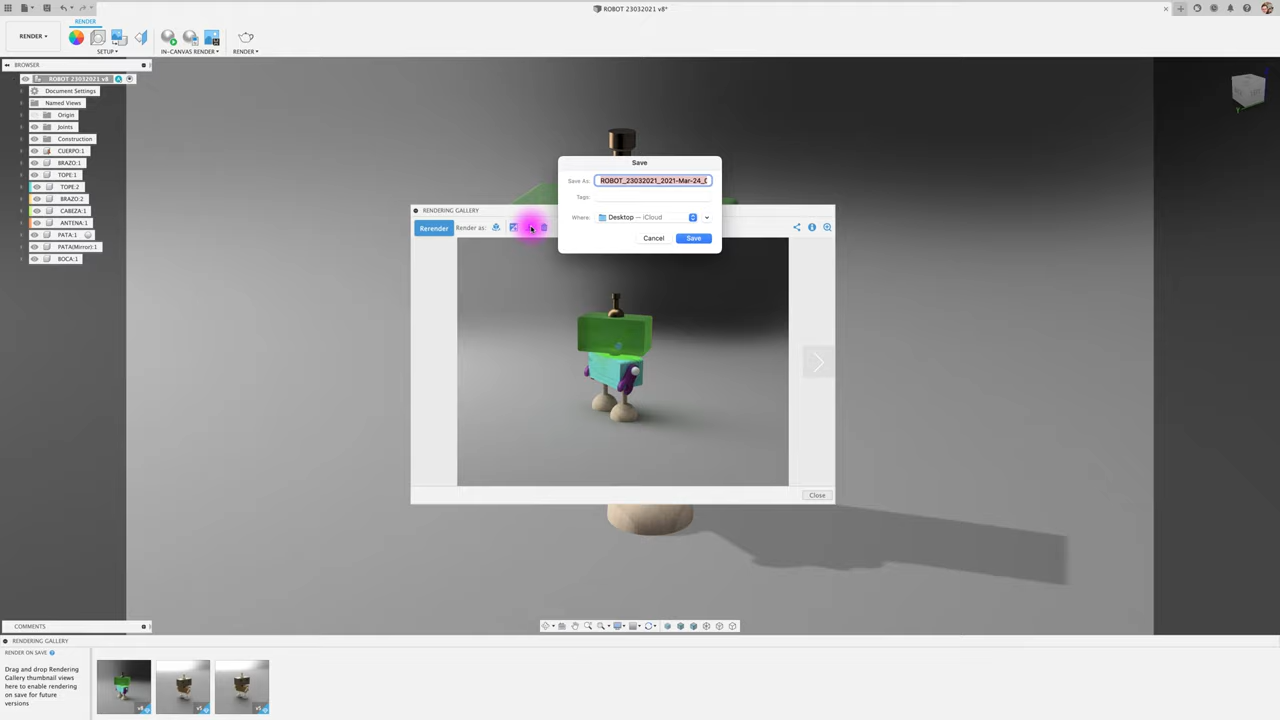 ROBOT 23032021 v8*
RENDER
RENDER ▾
SETUP ▾
IN-CANVAS RENDER ▾
RENDER ▾
BROWSER
ROBOT 23032021 v8
Document Settings
Named Views
Origin
Joints
Construction
CUERPO:1
BRAZO:1
TOPE:1
TOPE:2
BRAZO:2
CABEZA:1
ANTENA:1
PATA:1
PATA(Mirror):1
BOCA:1
Save
Save As: ROBOT_23032021_2021-Mar-24_0
Tags:
Where: Desktop — iCloud
Cancel
Save
RENDERING GALLERY
Rerender
Render as:
Close
COMMENTS
RENDERING GALLERY
RENDER ON SAVE
Drag and drop Rendering
Gallery thumbnail views
here to enable rendering
on save for future
versions